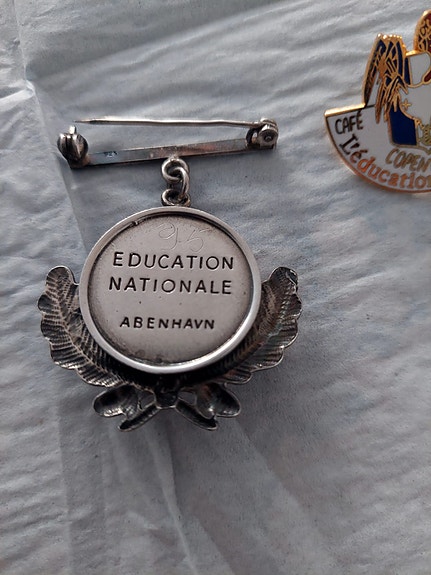 EDUCATION
NATIONALE
ABENHAVN
CAFÉ
COPEN
l'éducation